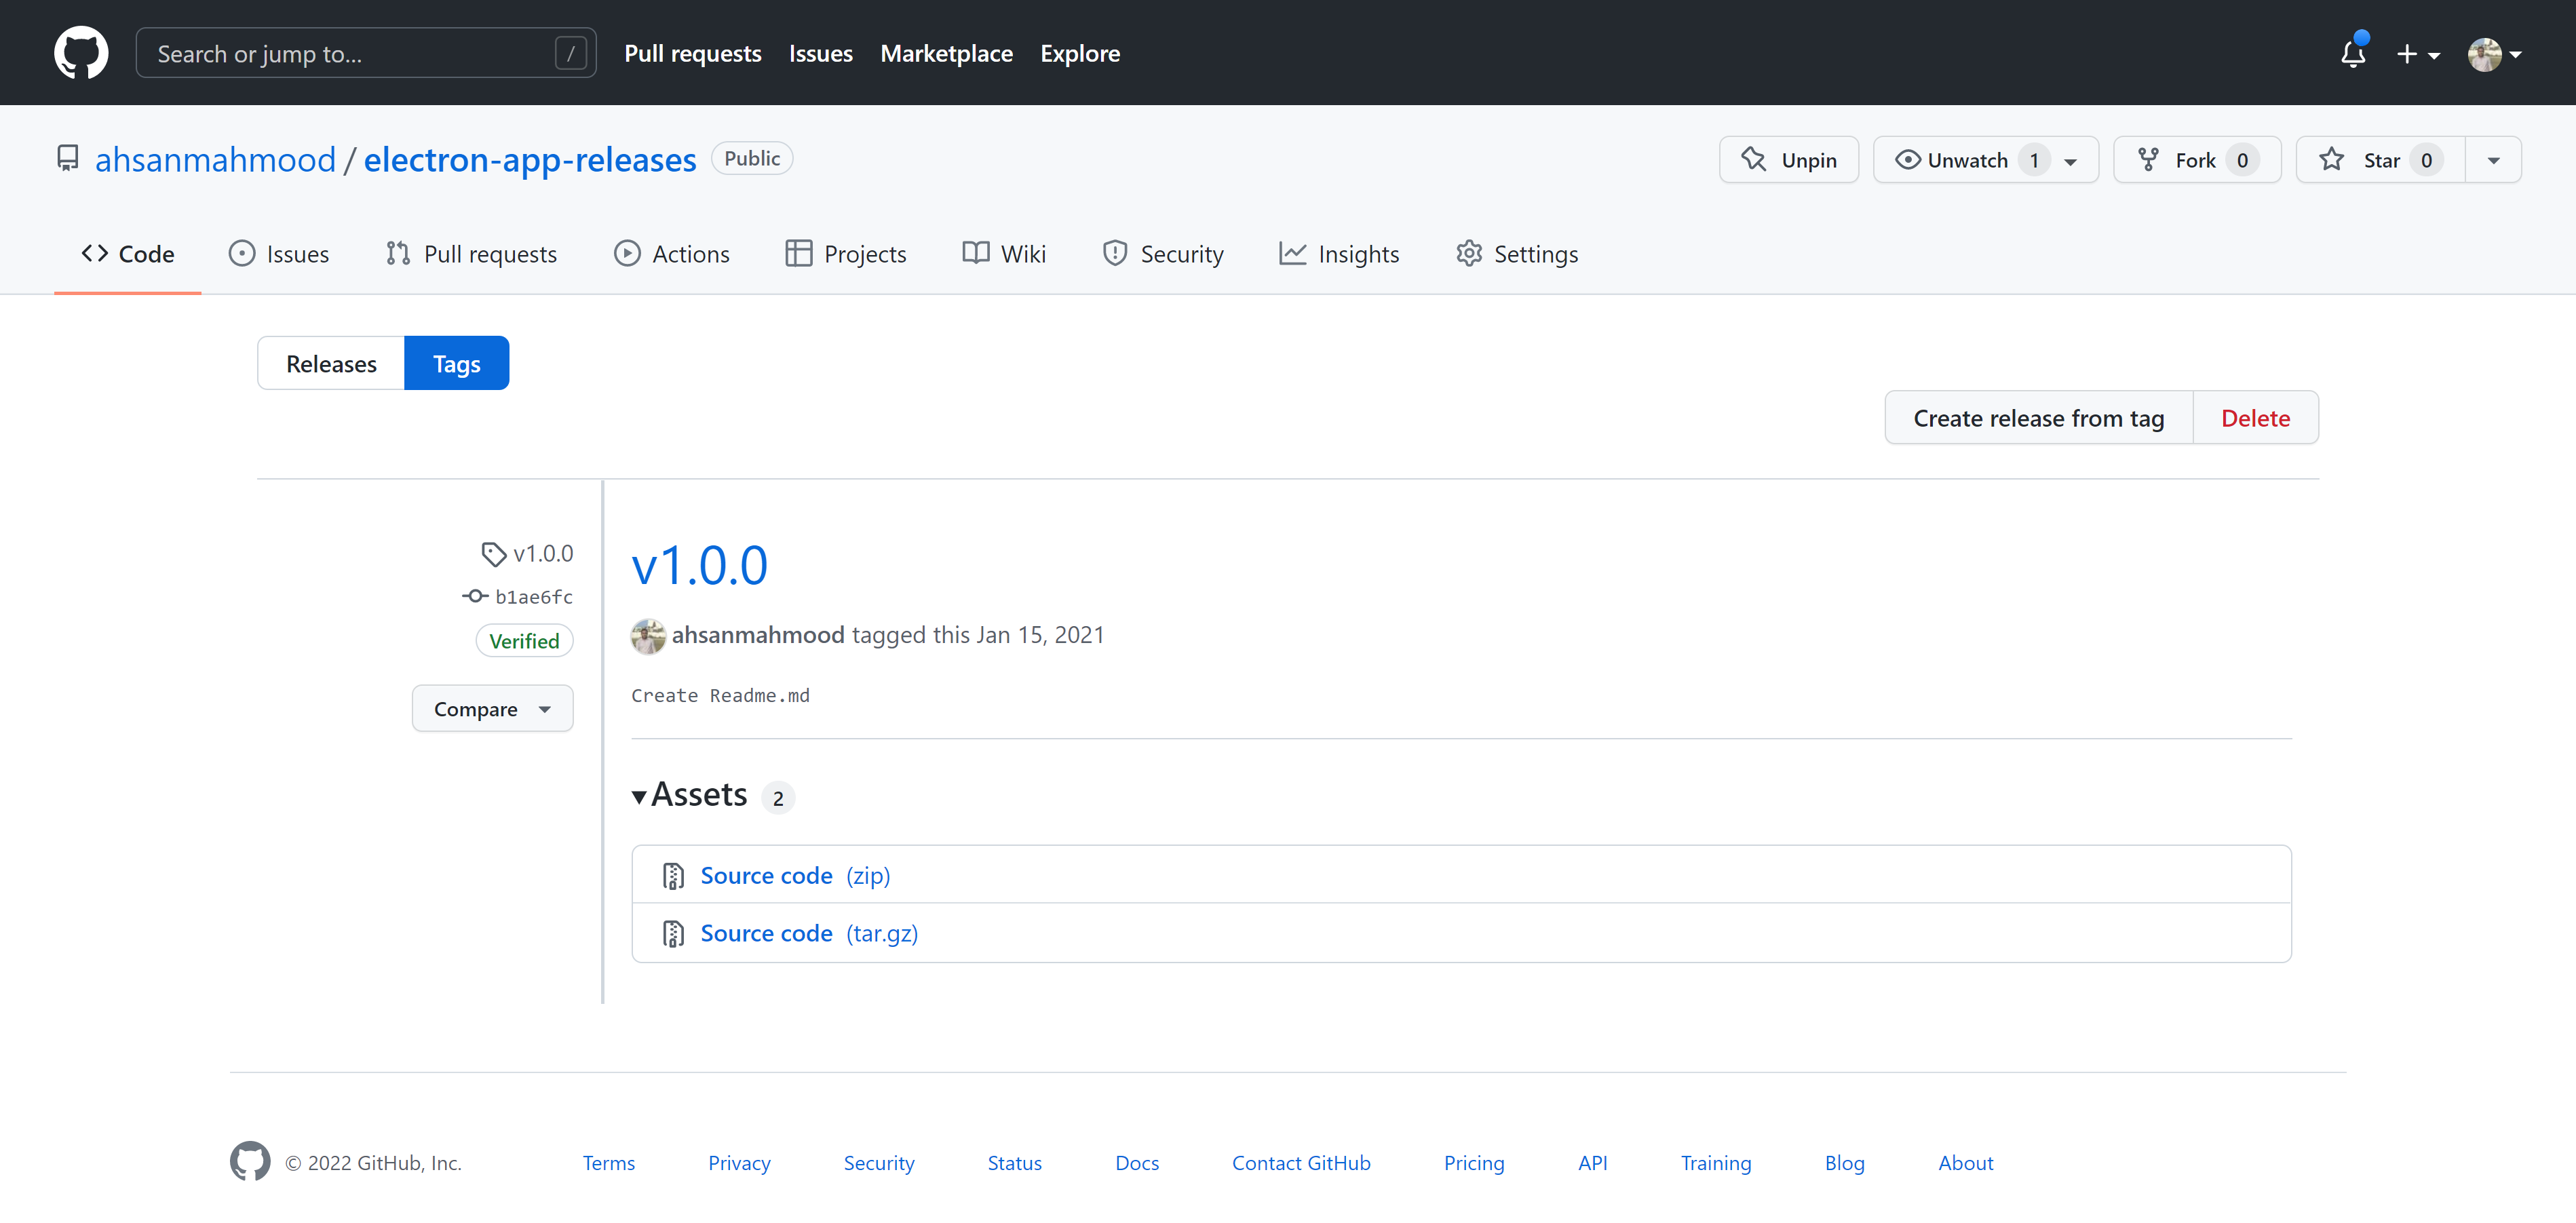 Search or jump to... / Pull requests Issues Marketplace Explore
ahsanmahmood / electron-app-releases Public Unpin Unwatch 1 Fork 0 Star 0
Code Issues Pull requests Actions Projects Wiki Security Insights Settings
Releases Tags
Create release from tag Delete
v1.0.0
b1ae6fc
Verified
Compare
v1.0.0
ahsanmahmood tagged this Jan 15, 2021
Create Readme.md
Assets 2
Source code (zip)
Source code (tar.gz)
© 2022 GitHub, Inc. Terms Privacy Security Status Docs Contact GitHub Pricing API Training Blog About